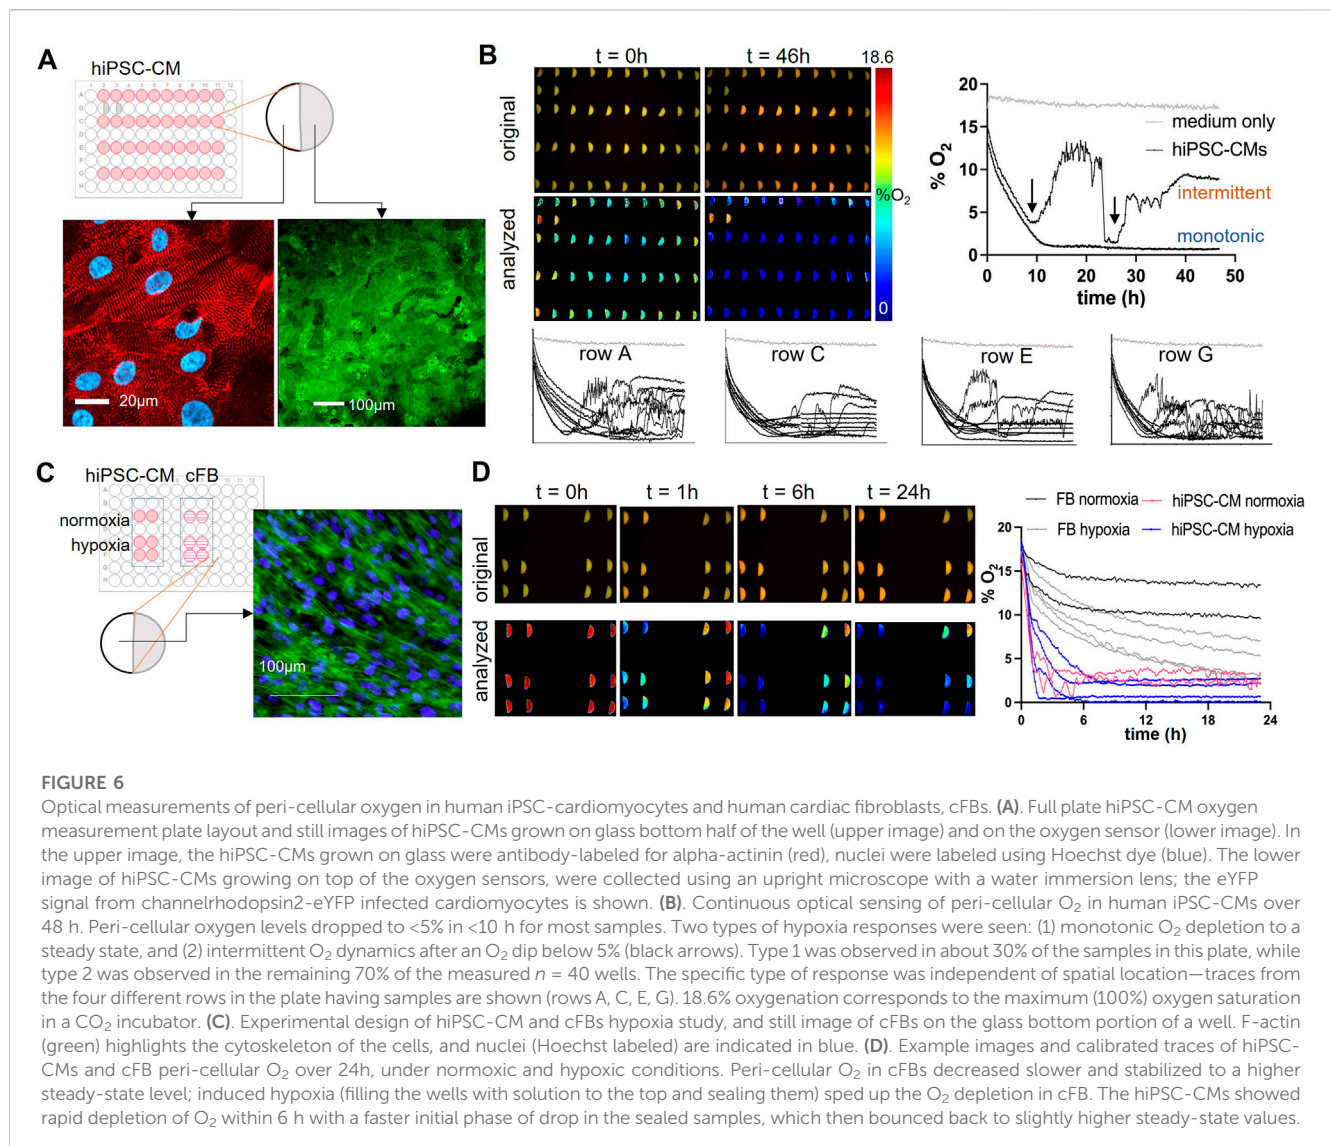 A
hiPSC-CM
1 2 3 4 5 6 7 8 9 10 11 12
A
B
C
D
E
F
G
H
20µm
100µm
B
t = 0h
t = 46h
18.6
original
analyzed
%O2
0
20
15
10
5
0
% O2
medium only
hiPSC-CMs
intermittent
monotonic
0 10 20 30 40 50
time (h)
row A
row C
row E
row G
C
hiPSC-CM cFB
normoxia
hypoxia
100µm
D
t = 0h
t = 1h
t = 6h
t = 24h
original
analyzed
FB normoxia
hiPSC-CM normoxia
FB hypoxia
hiPSC-CM hypoxia
20
15
10
5
0
% O2
0 6 12 18 24
time (h)
FIGURE 6
Optical measurements of peri-cellular oxygen in human iPSC-cardiomyocytes and human cardiac fibroblasts, cFBs. (A). Full plate hiPSC-CM oxygen
measurement plate layout and still images of hiPSC-CMs grown on glass bottom half of the well (upper image) and on the oxygen sensor (lower image). In
the upper image, the hiPSC-CMs grown on glass were antibody-labeled for alpha-actinin (red), nuclei were labeled using Hoechst dye (blue). The lower
image of hiPSC-CMs growing on top of the oxygen sensors, were collected using an upright microscope with a water immersion lens; the eYFP
signal from channelrhodopsin2-eYFP infected cardiomyocytes is shown. (B). Continuous optical sensing of peri-cellular O2 in human iPSC-CMs over
48 h. Peri-cellular oxygen levels dropped to <5% in <10 h for most samples. Two types of hypoxia responses were seen: (1) monotonic O2 depletion to a
steady state, and (2) intermittent O2 dynamics after an O2 dip below 5% (black arrows). Type 1 was observed in about 30% of the samples in this plate, while
type 2 was observed in the remaining 70% of the measured n = 40 wells. The specific type of response was independent of spatial location—traces from
the four different rows in the plate having samples are shown (rows A, C, E, G). 18.6% oxygenation corresponds to the maximum (100%) oxygen saturation
in a CO2 incubator. (C). Experimental design of hiPSC-CM and cFBs hypoxia study, and still image of cFBs on the glass bottom portion of a well. F-actin
(green) highlights the cytoskeleton of the cells, and nuclei (Hoechst labeled) are indicated in blue. (D). Example images and calibrated traces of hiPSC-
CMs and cFB peri-cellular O2 over 24h, under normoxic and hypoxic conditions. Peri-cellular O2 in cFBs decreased slower and stabilized to a higher
steady-state level; induced hypoxia (filling the wells with solution to the top and sealing them) sped up the O2 depletion in cFB. The hiPSC-CMs showed
rapid depletion of O2 within 6 h with a faster initial phase of drop in the sealed samples, which then bounced back to slightly higher steady-state values.